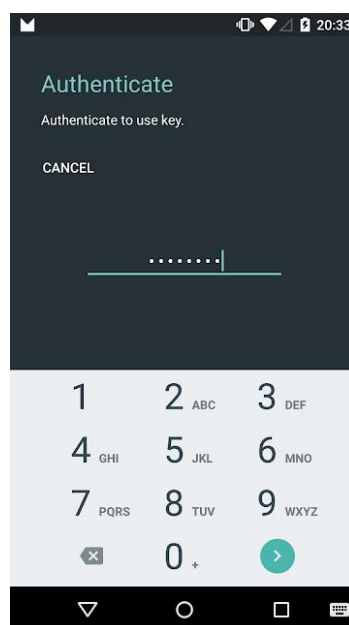 20:33
Authenticate
Authenticate to use key.
CANCEL
••••••••
1 2 ABC 3 DEF
4 GHI 5 JKL 6 MNO
7 PQRS 8 TUV 9 WXYZ
0 +